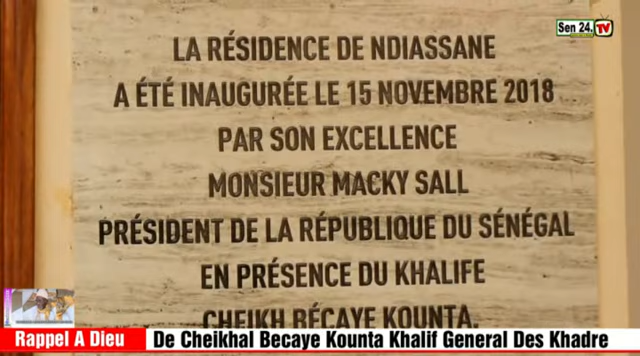 Sen 24. TV
LA RÉSIDENCE DE NDIASSANE
A ÉTÉ INAUGURÉE LE 15 NOVEMBRE 2018
PAR SON EXCELLENCE
MONSIEUR MACKY SALL
PRÉSIDENT DE LA RÉPUBLIQUE DU SÉNÉGAL
EN PRÉSENCE DU KHALIFE
CHEIKH BÉCAYE KOUNTA.
Rappel A Dieu De Cheikhal Becaye Kounta Khalif General Des Khadre